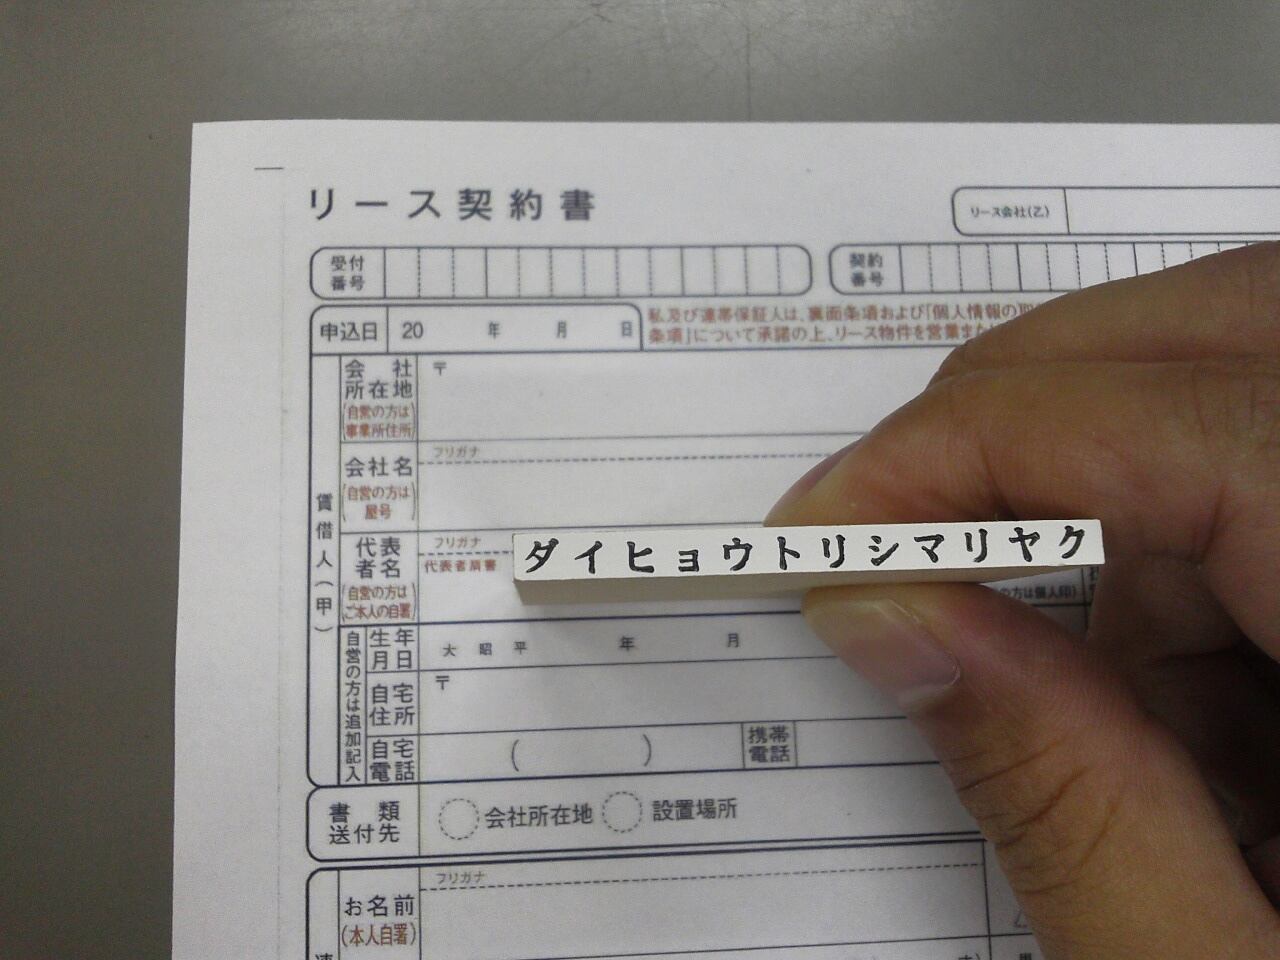 リース契約書
リース会社(乙)
受付番号
契約番号
申込日 20 年 月 日
私及び連帯保証人は、裏面条項および「個人情報の
条項」について承諾の上、リース物件を営業また
賃借人(甲)
会社所在地
〒
(自営の方は事業所住所)
会社名
フリガナ
(自営の方は屋号)
代表者名
フリガナ
代表者肩書
ダイヒョウトリシマリヤク
(自営の方はご本人の自署)
の方は個人印)
自営の方は追加記入
生年月日
大 昭 平 年 月
自宅住所
〒
自宅電話
( )
携帯電話
書類送付先
会社所在地
設置場所
フリガナ
お名前
(本人自署)